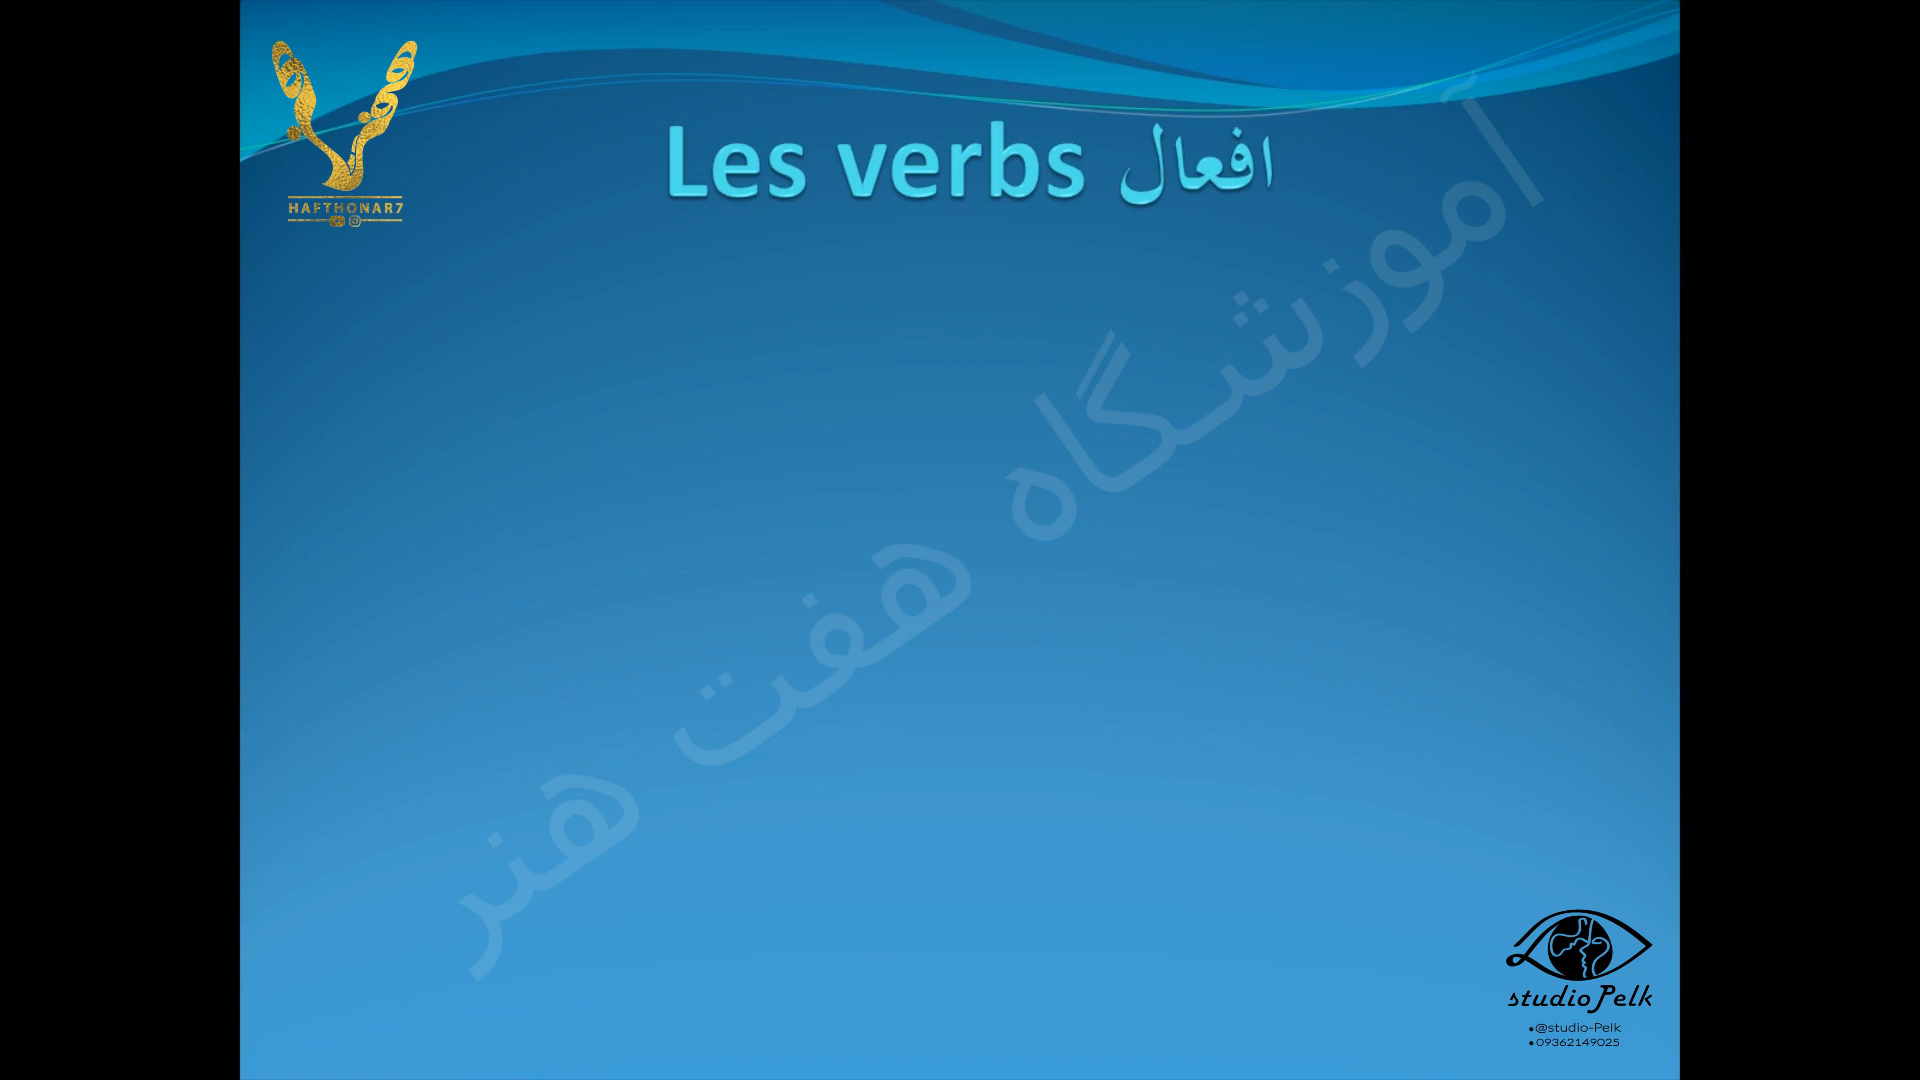 HAFTHONAR7
Les verbs افعال
آموزشگاه هفت هنر
studio Pelk
•@studio-Pelk
•09362149025